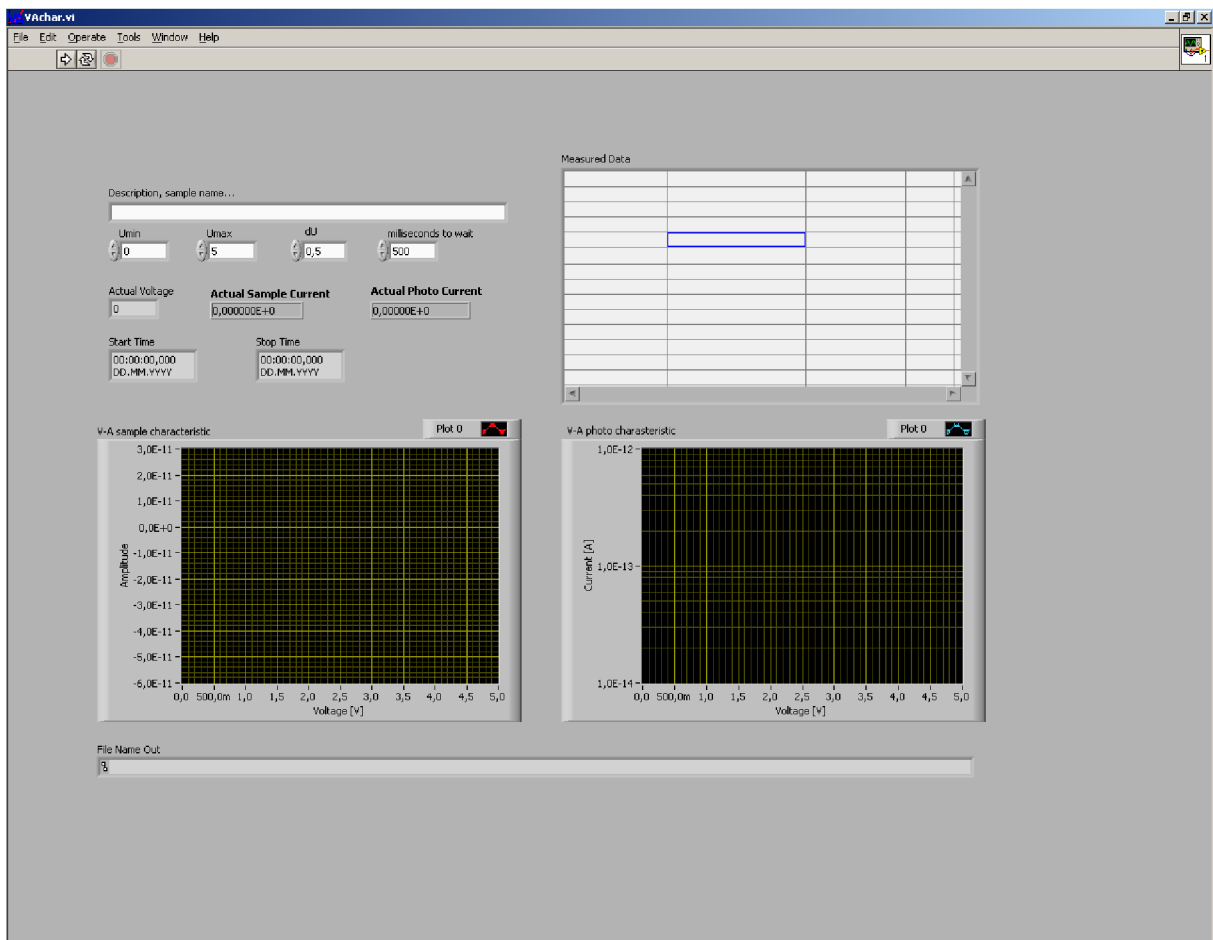 VAchar.vi
File Edit Operate Tools Window Help
1
Measured Data
Description, sample name...
Umin Umax dU miliseconds to wait
0 5 0,5 500
Actual Voltage Actual Sample Current Actual Photo Current
0 0,000000E+0 0,00000E+0
Start Time Stop Time
00:00:00,000 00:00:00,000
DD.MM.YYYY DD.MM.YYYY
V-A sample characteristic Plot 0
3,0E-11
2,0E-11
1,0E-11
0,0E+0
-1,0E-11
-2,0E-11
-3,0E-11
-4,0E-11
-5,0E-11
-6,0E-11
Amplitude
0,0 500,0m 1,0 1,5 2,0 2,5 3,0 3,5 4,0 4,5 5,0
Voltage [V]
V-A photo charasteristic Plot 0
1,0E-12
1,0E-13
1,0E-14
Current [A]
0,0 500,0m 1,0 1,5 2,0 2,5 3,0 3,5 4,0 4,5 5,0
Voltage [V]
File Name Out